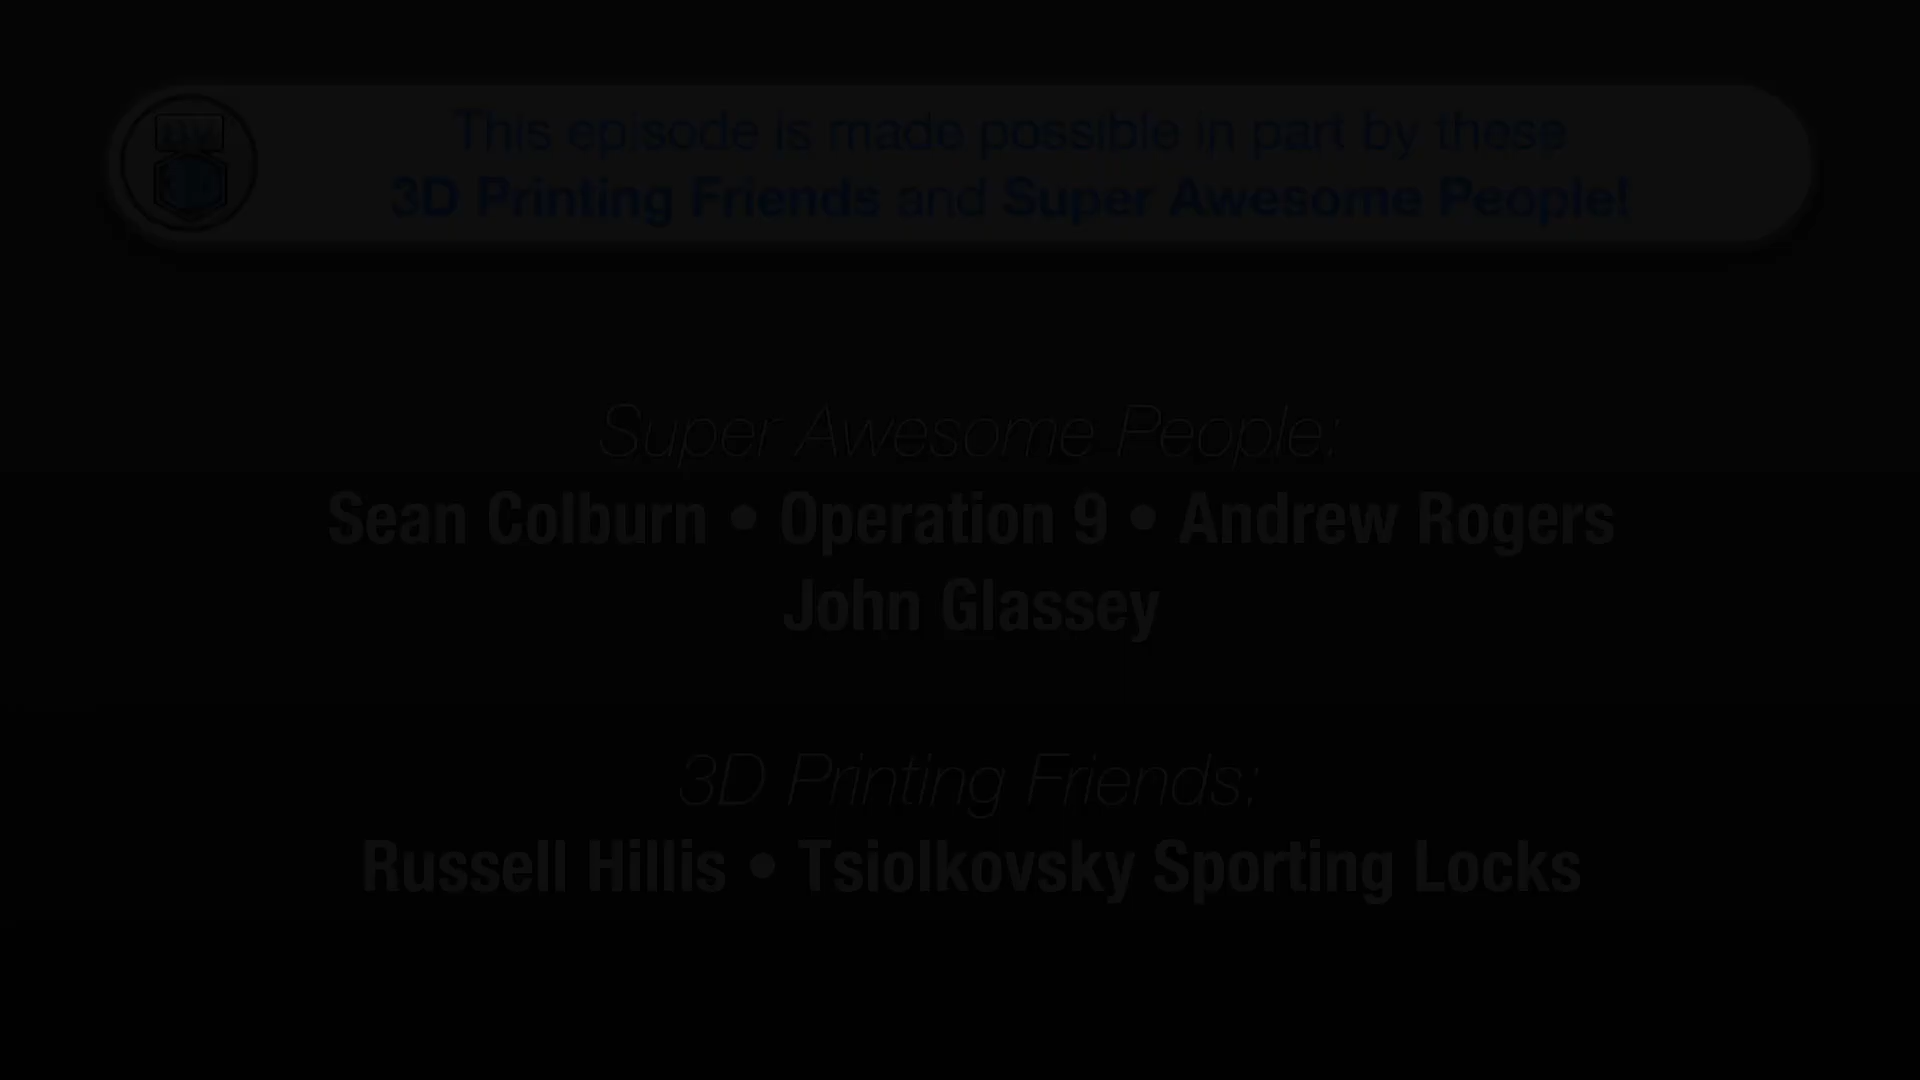 This episode is made possible in part by these
3D Printing Friends and Super Awesome People!
Super Awesome People:
Sean Colburn • Operation 9 • Andrew Rogers
John Glassey
3D Printing Friends:
Russell Hillis • Tsiolkovsky Sporting Locks